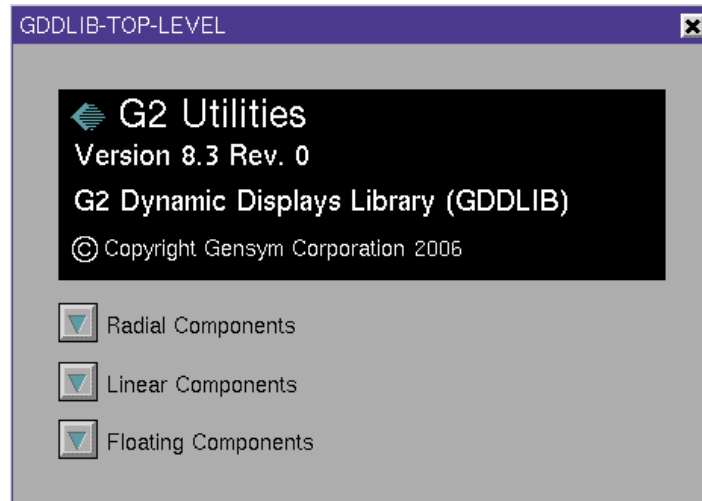 GDDLIB-TOP-LEVEL
G2 Utilities
Version 8.3 Rev. 0
G2 Dynamic Displays Library (GDDLIB)
© Copyright Gensym Corporation 2006
Radial Components
Linear Components
Floating Components